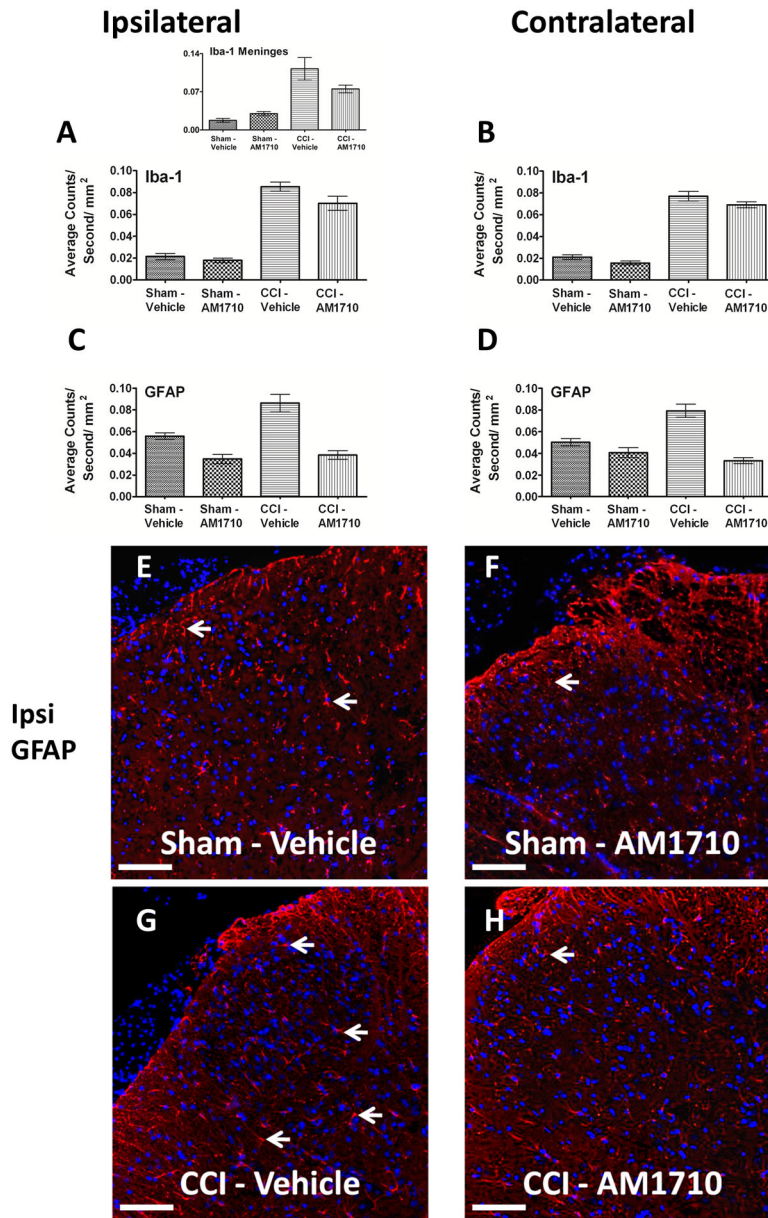 Ipsilateral
Contralateral
Iba-1 Meninges
0.14
0.07
0.00
Sham - Vehicle
Sham - AM1710
CCI - Vehicle
CCI - AM1710
A
Iba-1
Average Counts/ Second/ mm2
0.10
0.08
0.06
0.04
0.02
0.00
Sham - Vehicle
Sham - AM1710
CCI - Vehicle
CCI - AM1710
B
Iba-1
Average Counts/ Second/ mm2
0.10
0.08
0.06
0.04
0.02
0.00
Sham - Vehicle
Sham - AM1710
CCI - Vehicle
CCI - AM1710
C
GFAP
Average Counts/ Second/ mm2
0.10
0.08
0.06
0.04
0.02
0.00
Sham - Vehicle
Sham - AM1710
CCI - Vehicle
CCI - AM1710
D
GFAP
Average Counts/ Second/ mm2
0.10
0.08
0.06
0.04
0.02
0.00
Sham - Vehicle
Sham - AM1710
CCI - Vehicle
CCI - AM1710
Ipsi
GFAP
E
Sham - Vehicle
F
Sham - AM1710
G
CCI - Vehicle
H
CCI - AM1710